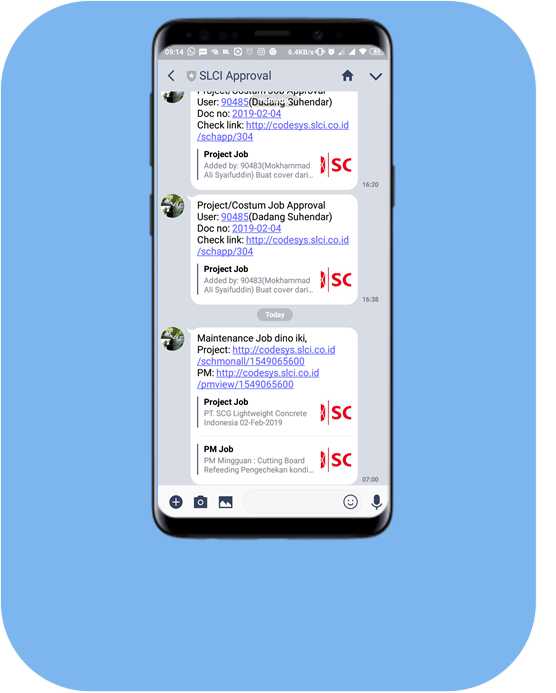 09:14
6.4KB/s
SLCI Approval
Project/Costum Job Approval
User: 90485(Dadang Suhendar)
Doc no: 2019-02-04
Check link: http://codesys.slci.co.id
/schapp/304
Project Job
Added by: 90483(Mokhammad
Ali Syaifuddin) Buat cover dari...
SC
16:20
Project/Costum Job Approval
User: 90485(Dadang Suhendar)
Doc no: 2019-02-04
Check link: http://codesys.slci.co.id
/schapp/304
Project Job
Added by: 90483(Mokhammad
Ali Syaifuddin) Buat cover dari...
SC
16:38
Today
Maintenance Job dino iki,
Project: http://codesys.slci.co.id
/schmonall/1549065600
PM: http://codesys.slci.co.id
/pmview/1549065600
Project Job
PT. SCG Lightweight Concrete
Indonesia 02-Feb-2019
SC
PM Job
PM Mingguan : Cutting Board
Refeeding Pengechekan kondi...
SC
07:00